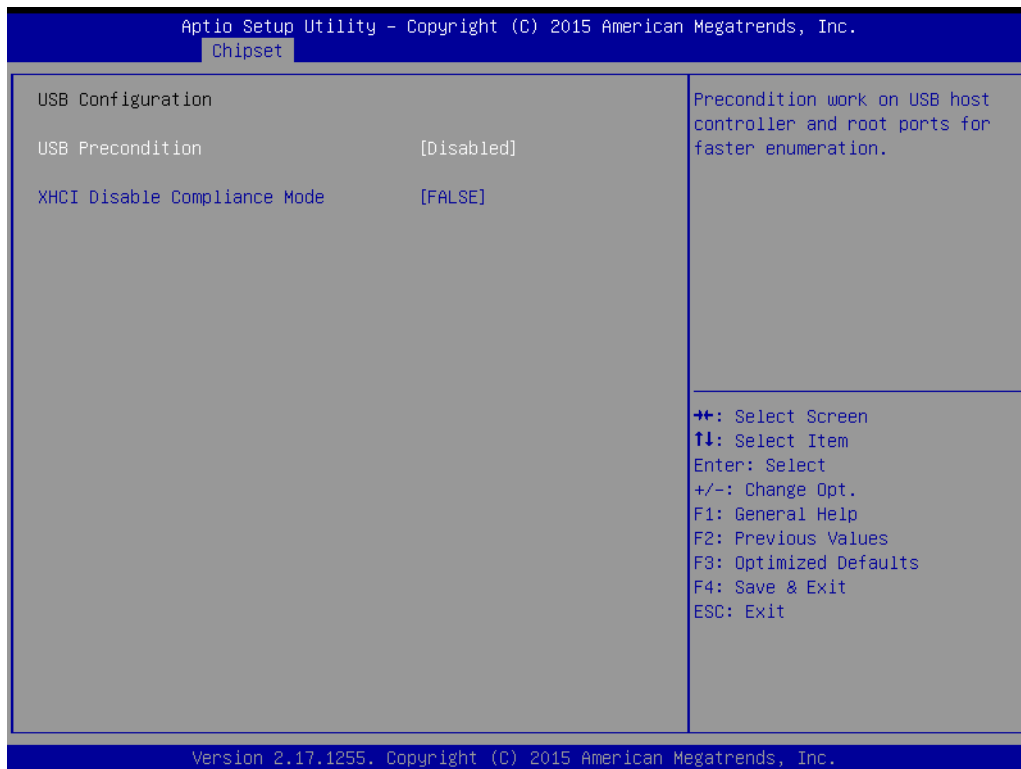 Aptio Setup Utility – Copyright (C) 2015 American Megatrends, Inc.
Chipset
USB Configuration
USB Precondition [Disabled]
XHCI Disable Compliance Mode [FALSE]
Precondition work on USB host
controller and root ports for
faster enumeration.
→←: Select Screen
↑↓: Select Item
Enter: Select
+/-: Change Opt.
F1: General Help
F2: Previous Values
F3: Optimized Defaults
F4: Save & Exit
ESC: Exit
Version 2.17.1255. Copyright (C) 2015 American Megatrends, Inc.